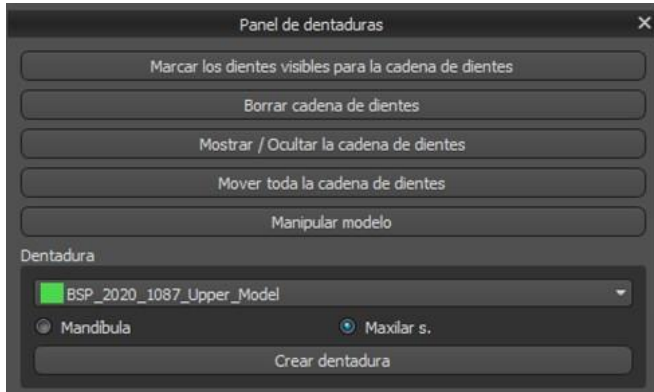 Panel de dentaduras
Marcar los dientes visibles para la cadena de dientes
Borrar cadena de dientes
Mostrar / Ocultar la cadena de dientes
Mover toda la cadena de dientes
Manipular modelo
Dentadura
BSP_2020_1087_Upper_Model
Mandíbula Maxilar s.
Crear dentadura